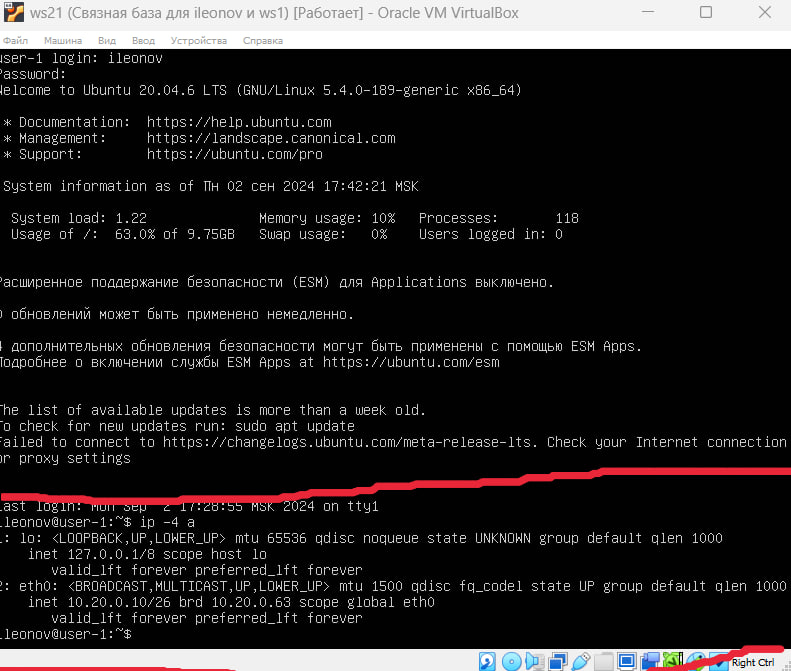 ws21 (Связная база для ileonov и ws1) [Работает] - Oracle VM VirtualBox
Файл Машина Вид Ввод Устройства Справка
user-1 login: ileonov
Password:
Welcome to Ubuntu 20.04.6 LTS (GNU/Linux 5.4.0-189-generic x86_64)
* Documentation: https://help.ubuntu.com
* Management: https://landscape.canonical.com
* Support: https://ubuntu.com/pro
System information as of Пн 02 сен 2024 17:42:21 MSK
System load: 1.22 Memory usage: 10% Processes: 118
Usage of /: 63.0% of 9.75GB Swap usage: 0% Users logged in: 0
Расширенное поддержание безопасности (ESM) для Applications выключено.
0 обновлений может быть применено немедленно.
4 дополнительных обновления безопасности могут быть применены с помощью ESM Apps.
Подробнее о включении службы ESM Apps at https://ubuntu.com/esm
The list of available updates is more than a week old.
To check for new updates run: sudo apt update
Failed to connect to https://changelogs.ubuntu.com/meta-release-lts. Check your Internet connection
or proxy settings
Last login: Mon Sep 2 17:28:55 MSK 2024 on tty1
ileonov@user-1:~$ ip -4 a
1: lo: <LOOPBACK,UP,LOWER_UP> mtu 65536 qdisc noqueue state UNKNOWN group default qlen 1000
inet 127.0.0.1/8 scope host lo
valid_lft forever preferred_lft forever
2: eth0: <BROADCAST,MULTICAST,UP,LOWER_UP> mtu 1500 qdisc fq_codel state UP group default qlen 1000
inet 10.20.0.10/26 brd 10.20.0.63 scope global eth0
valid_lft forever preferred_lft forever
ileonov@user-1:~$
Right Ctrl